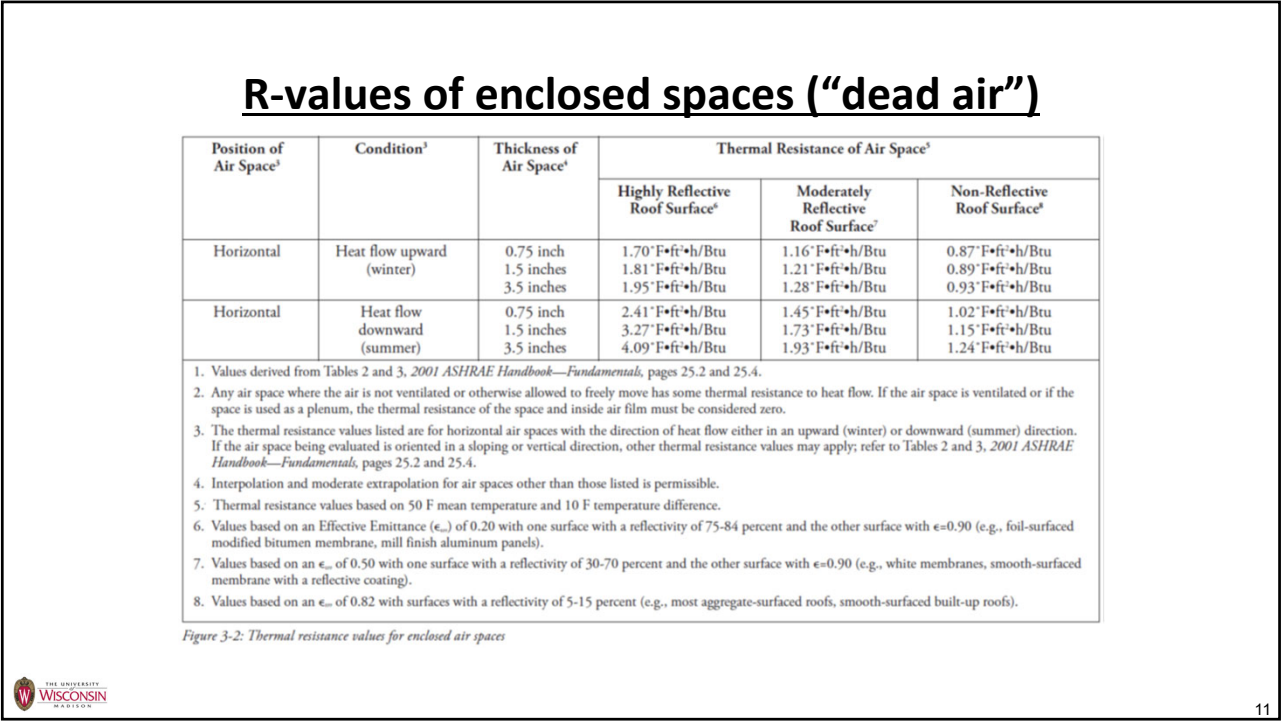 R-values of enclosed spaces (“dead air”)
Position of Air Space³ Condition³ Thickness of Air Space⁴ Thermal Resistance of Air Space⁵
Highly Reflective Roof Surface⁶ Moderately Reflective Roof Surface⁷ Non-Reflective Roof Surface⁸
Horizontal Heat flow upward 0.75 inch 1.70°F•ft²•h/Btu 1.16°F•ft²•h/Btu 0.87°F•ft²•h/Btu
(winter) 1.5 inches 1.81°F•ft²•h/Btu 1.21°F•ft²•h/Btu 0.89°F•ft²•h/Btu
3.5 inches 1.95°F•ft²•h/Btu 1.28°F•ft²•h/Btu 0.93°F•ft²•h/Btu
Horizontal Heat flow 0.75 inch 2.41°F•ft²•h/Btu 1.45°F•ft²•h/Btu 1.02°F•ft²•h/Btu
downward 1.5 inches 3.27°F•ft²•h/Btu 1.73°F•ft²•h/Btu 1.15°F•ft²•h/Btu
(summer) 3.5 inches 4.09°F•ft²•h/Btu 1.93°F•ft²•h/Btu 1.24°F•ft²•h/Btu
1. Values derived from Tables 2 and 3, 2001 ASHRAE Handbook—Fundamentals, pages 25.2 and 25.4.
2. Any air space where the air is not ventilated or otherwise allowed to freely move has some thermal resistance to heat flow. If the air space is ventilated or if the
space is used as a plenum, the thermal resistance of the space and inside air film must be considered zero.
3. The thermal resistance values listed are for horizontal air spaces with the direction of heat flow either in an upward (winter) or downward (summer) direction.
If the air space being evaluated is oriented in a sloping or vertical direction, other thermal resistance values may apply; refer to Tables 2 and 3, 2001 ASHRAE
Handbook—Fundamentals, pages 25.2 and 25.4.
4. Interpolation and moderate extrapolation for air spaces other than those listed is permissible.
5. Thermal resistance values based on 50 F mean temperature and 10 F temperature difference.
6. Values based on an Effective Emittance (ϵ) of 0.20 with one surface with a reflectivity of 75-84 percent and the other surface with ϵ=0.90 (e.g., foil-surfaced
modified bitumen membrane, mill finish aluminum panels).
7. Values based on an ϵ of 0.50 with one surface with a reflectivity of 30-70 percent and the other surface with ϵ=0.90 (e.g., white membranes, smooth-surfaced
membrane with a reflective coating).
8. Values based on an ϵ of 0.82 with surfaces with a reflectivity of 5-15 percent (e.g., most aggregate-surfaced roofs, smooth-surfaced built-up roofs).
Figure 3-2: Thermal resistance values for enclosed air spaces
W
THE UNIVERSITY
of
WISCONSIN
MADISON
11